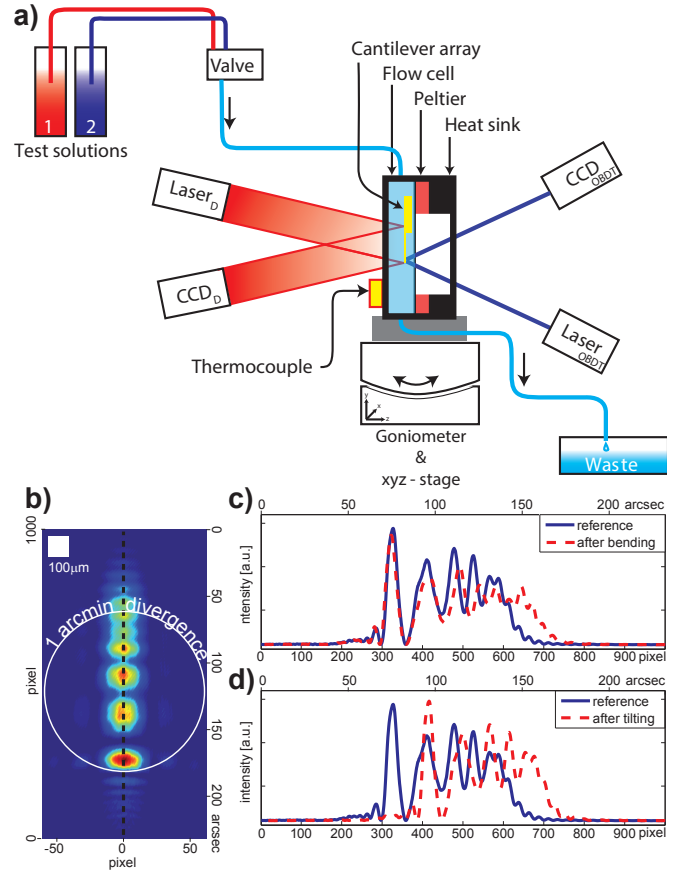 a)
Cantilever array
Flow cell
Peltier
Heat sink
Valve
1
2
Test solutions
Laser D
CCD D
CCD OBDT
Laser OBDT
Thermocouple
y
x
z
Goniometer
&
xyz - stage
Waste
b)
1000
100µm
1 arcmin divergence
pixel
0
0
50
100
150
200 arcsec
-50 0 50
pixel
c)
0 50 100 150 200 arcsec
reference
after bending
ntensity [a.u.]
0 100 200 300 400 500 600 700 800 900 pixel
d)
0 50 100 150 200 arcsec
reference
after tilting
intensity [a.u.]
0 100 200 300 400 500 600 700 800 900 pixel